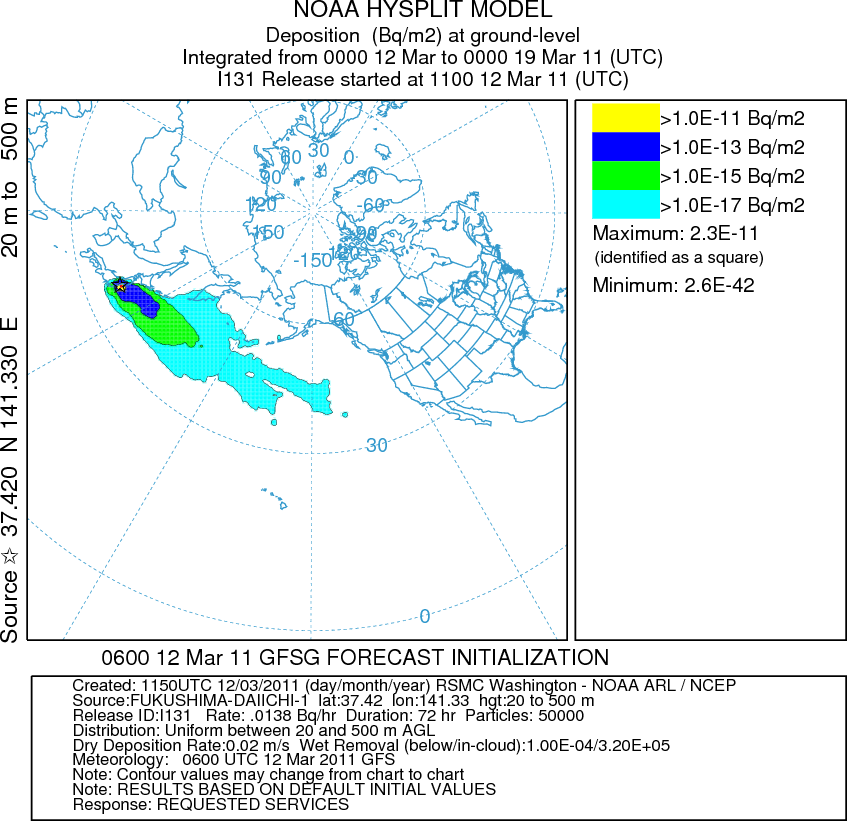 NOAA HYSPLIT MODEL
Deposition (Bq/m2) at ground-level
Integrated from 0000 12 Mar to 0000 19 Mar 11 (UTC)
I131 Release started at 1100 12 Mar 11 (UTC)
Source ☆ 37.420 N 141.330 E 20 m to 500 m
60 30 0
90 -30
120 -60
150 -90
-150 -120
60
30
0
>1.0E-11 Bq/m2
>1.0E-13 Bq/m2
>1.0E-15 Bq/m2
>1.0E-17 Bq/m2
Maximum: 2.3E-11
(identified as a square)
Minimum: 2.6E-42
0600 12 Mar 11 GFSG FORECAST INITIALIZATION
Created: 1150UTC 12/03/2011 (day/month/year) RSMC Washington - NOAA ARL / NCEP
Source:FUKUSHIMA-DAIICHI-1 lat:37.42 lon:141.33 hgt:20 to 500 m
Release ID:I131 Rate: .0138 Bq/hr Duration: 72 hr Particles: 50000
Distribution: Uniform between 20 and 500 m AGL
Dry Deposition Rate:0.02 m/s Wet Removal (below/in-cloud):1.00E-04/3.20E+05
Meteorology: 0600 UTC 12 Mar 2011 GFS
Note: Contour values may change from chart to chart
Note: RESULTS BASED ON DEFAULT INITIAL VALUES
Response: REQUESTED SERVICES